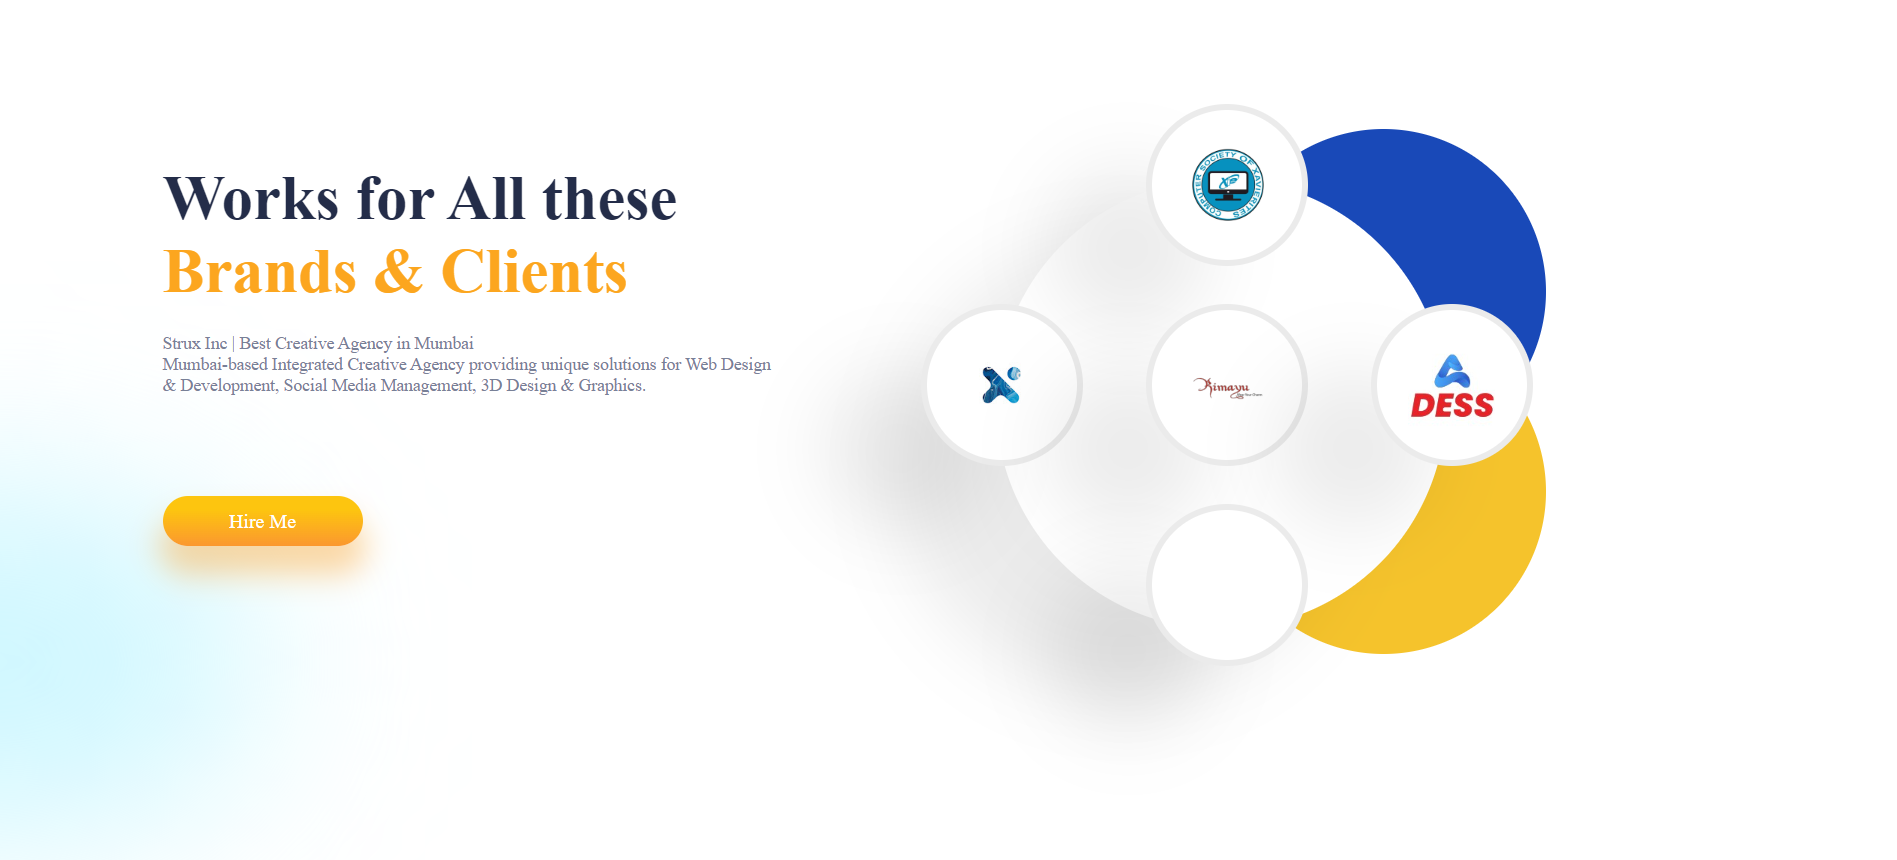 Works for All these
Brands & Clients
Strux Inc | Best Creative Agency in Mumbai
Mumbai-based Integrated Creative Agency providing unique solutions for Web Design
& Development, Social Media Management, 3D Design & Graphics.
Hire Me
COMPUTER SOCIETY OF XAVIERITES
DESS